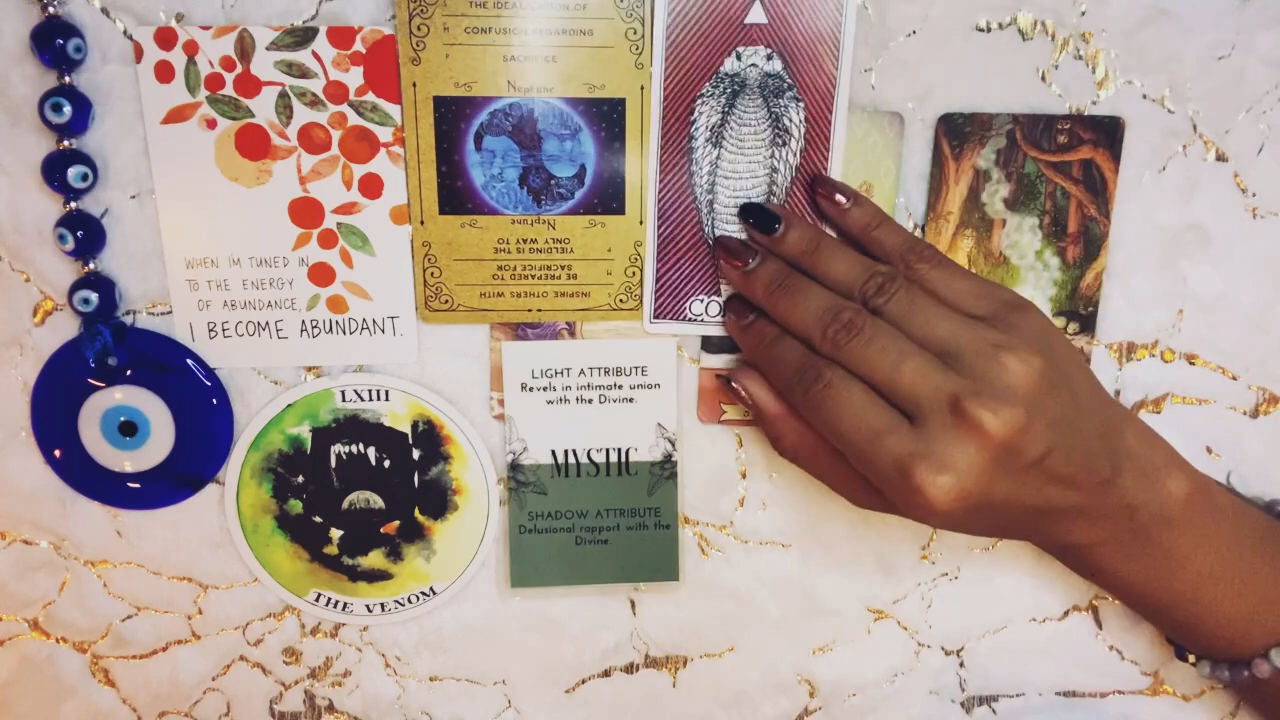 WHEN I'M TUNED IN
TO THE ENERGY
OF ABUNDANCE,
I BECOME ABUNDANT.
THE IDEALISATION OF
CONFUSION REGARDING
SACRIFICE
Neptune
Neptune
YIELDING IS THE
ONLY WAY TO
BE PREPARED TO
SACRIFICE FOR
INSPIRE OTHERS WITH
CO
LXIII
THE VENOM
LIGHT ATTRIBUTE
Revels in intimate union
with the Divine.
MYSTIC
SHADOW ATTRIBUTE
Delusional rapport with the
Divine.